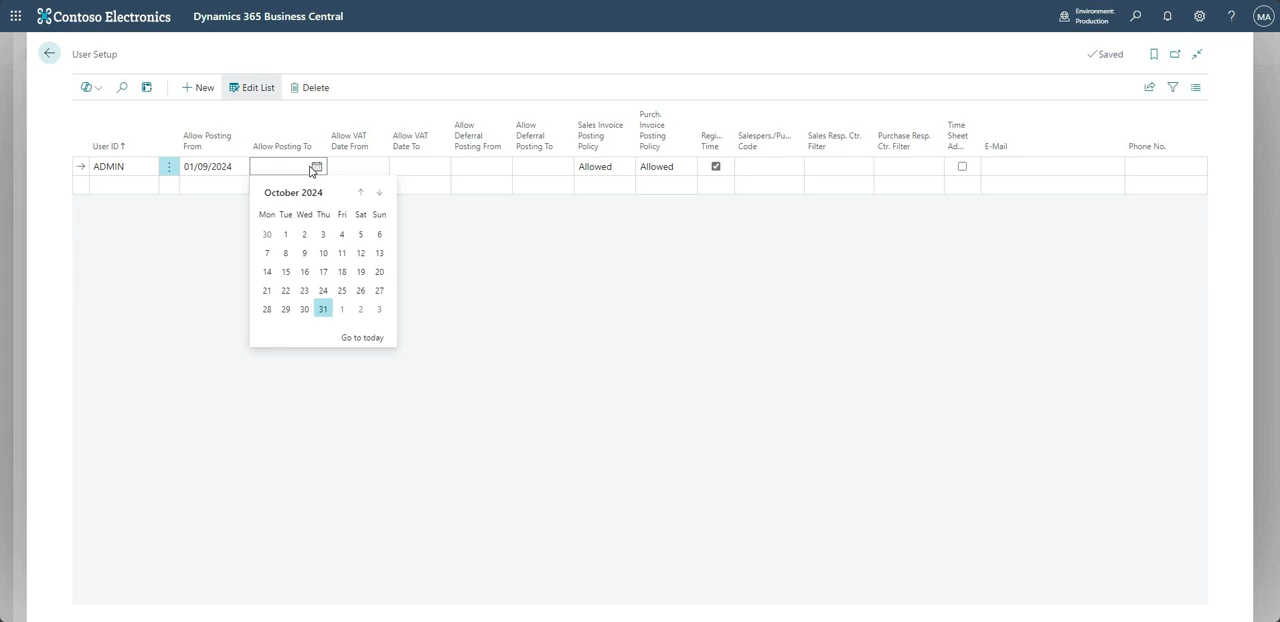 Contoso Electronics Dynamics 365 Business Central Environment: Production ? MA
User Setup ✓Saved
+ New Edit List Delete
User ID↑ Allow Posting From Allow Posting To Allow VAT Date From Allow VAT Date To Allow Deferral Posting From Allow Deferral Posting To Sales Invoice Posting Policy Purch. Invoice Posting Policy Regi... Time Salespers./Pu... Code Sales Resp. Ctr. Filter Purchase Resp. Ctr. Filter Time Sheet Ad... E-Mail Phone No.
→ ADMIN 01/09/2024 Allowed Allowed
October 2024 ↑ ↓
Mon Tue Wed Thu Fri Sat Sun
30 1 2 3 4 5 6
7 8 9 10 11 12 13
14 15 16 17 18 19 20
21 22 23 24 25 26 27
28 29 30 31 1 2 3
Go to today